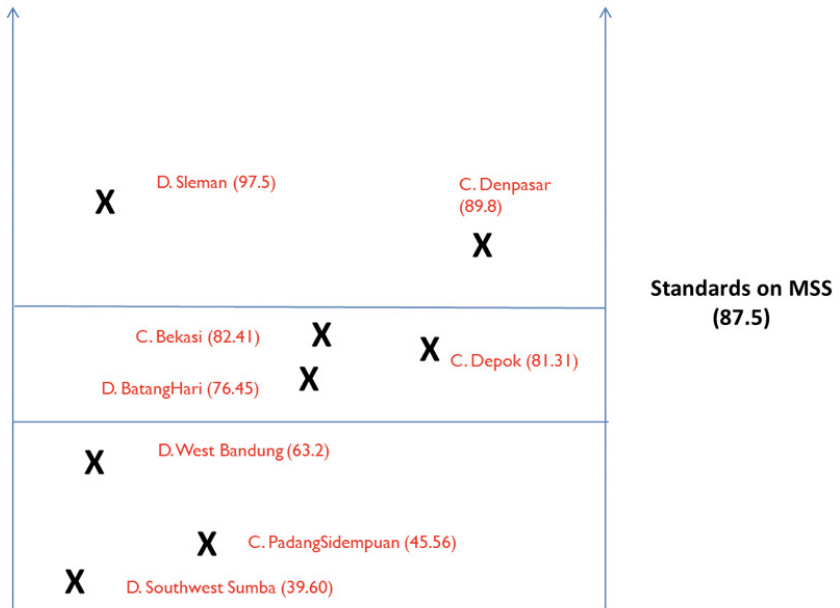 D. Sleman (97.5)
C. Denpasar
(89.8)
X
X
Standards on MSS
(87.5)
C. Bekasi (82.41)
X
X
C. Depok (81.31)
D. BatangHari (76.45)
X
D. West Bandung (63.2)
X
X
C. PadangSidempuan (45.56)
X
D. Southwest Sumba (39.60)